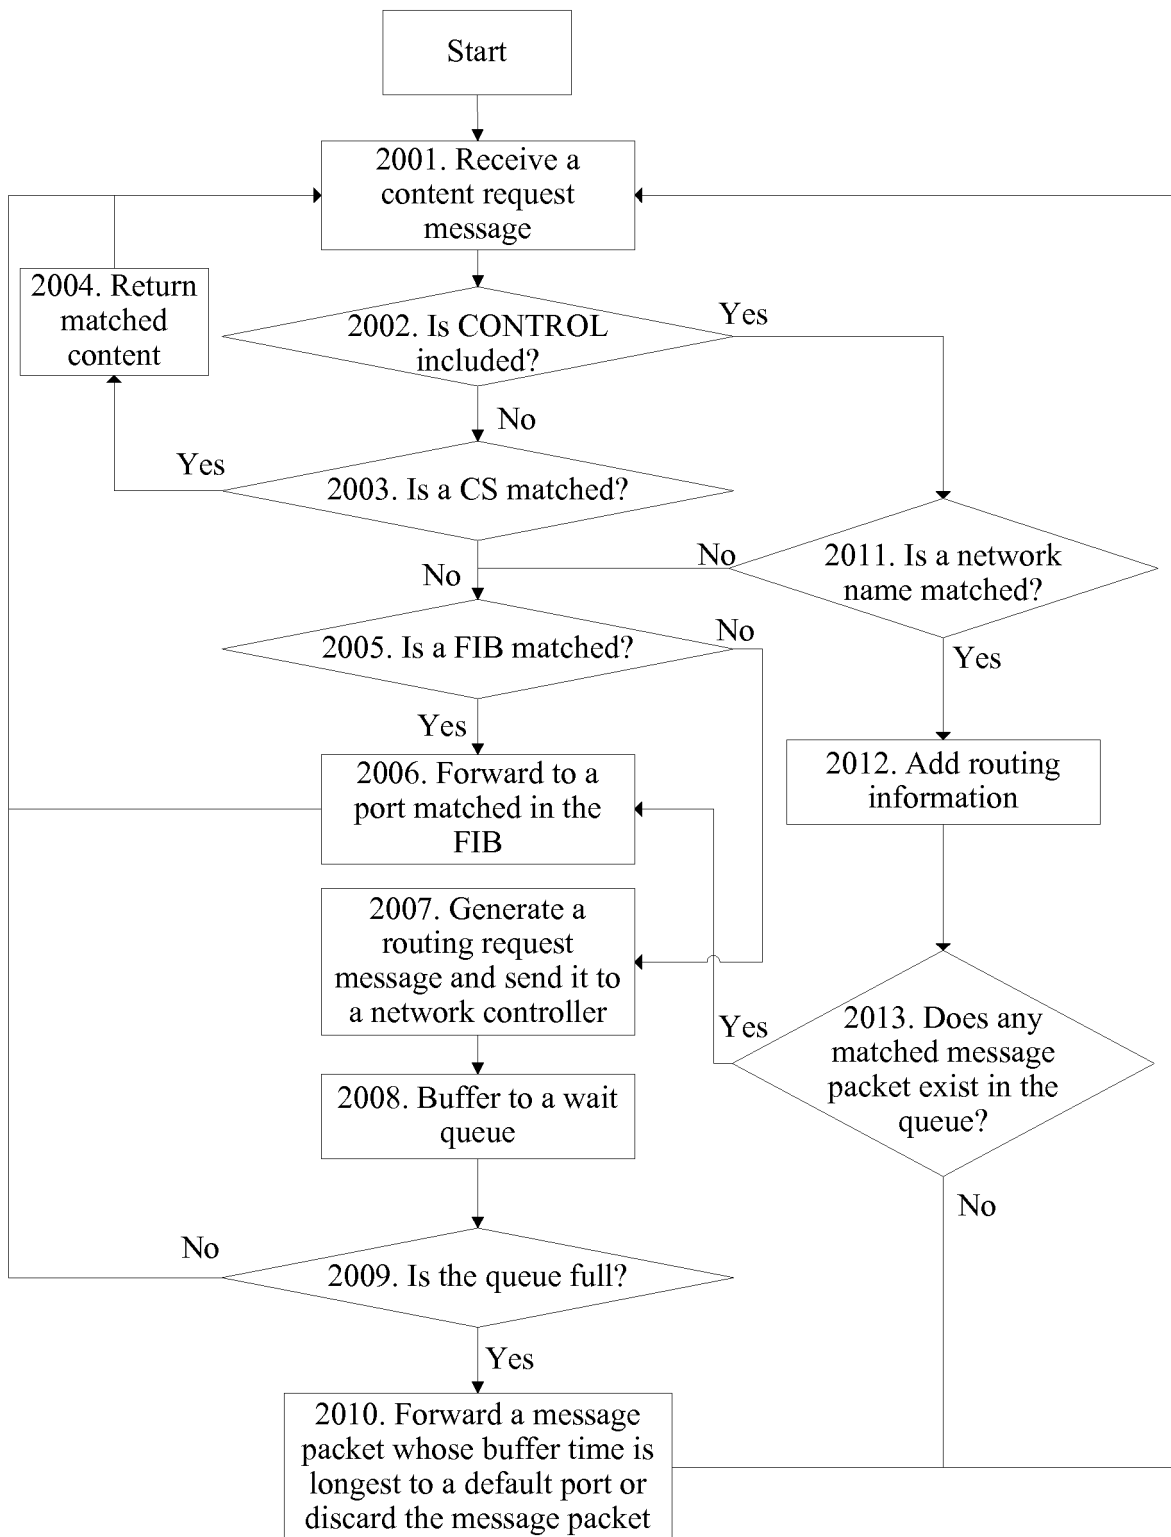 Start
2001. Receive a
content request
message
2004. Return
matched
content
2002. Is CONTROL
included?
Yes
No
Yes
2003. Is a CS matched?
No
No
2011. Is a network
name matched?
2005. Is a FIB matched?
No
Yes
Yes
2006. Forward to a
port matched in the
FIB
2012. Add routing
information
2007. Generate a
routing request
message and send it to
a network controller
Yes
2013. Does any
matched message
packet exist in the
queue?
2008. Buffer to a wait
queue
No
No
2009. Is the queue full?
Yes
2010. Forward a message
packet whose buffer time is
longest to a default port or
discard the message packet